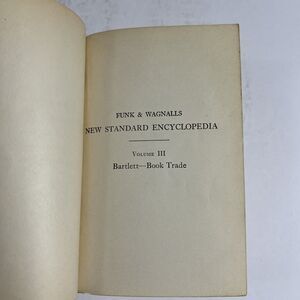 FUNK & WAGNALLS
NEW STANDARD ENCYCLOPEDIA
VOLUME III
Bartlett—Book Trade